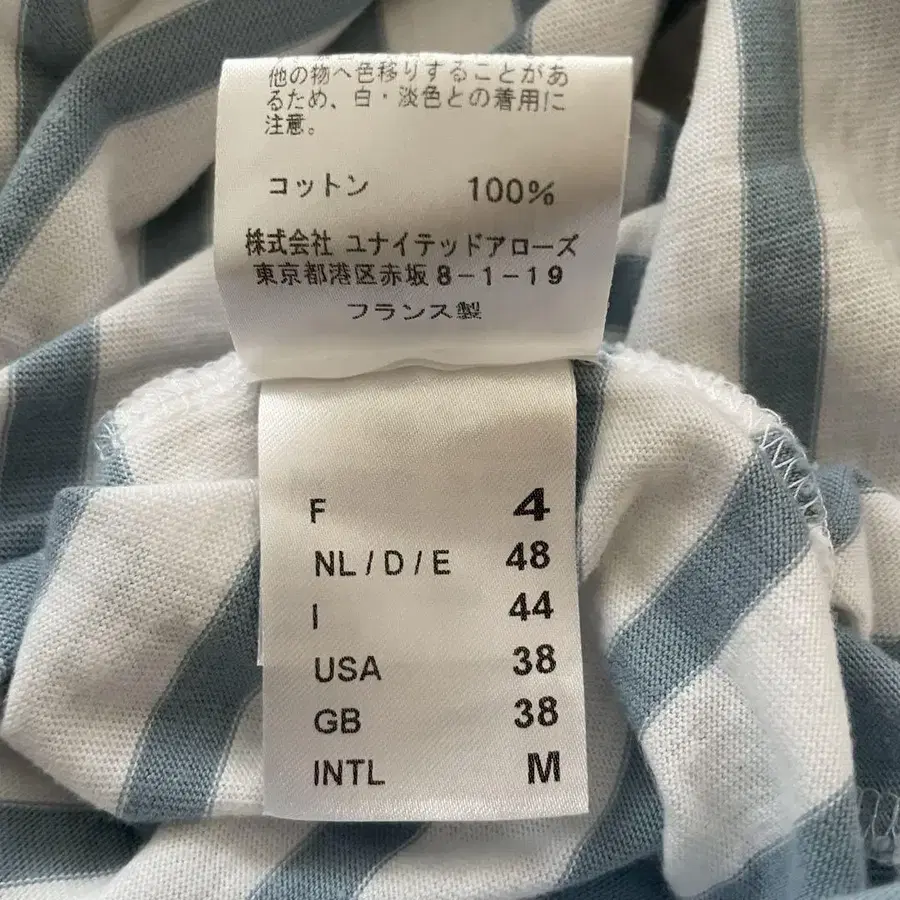 他の物へ色移りすることがあ
るため、白・淡色との着用に
注意。
コットン 100%
株式会社 ユナイテッドアローズ
東京都港区赤坂8-1-19
フランス製
F 4
NL/D/E 48
I 44
USA 38
GB 38
INTL M